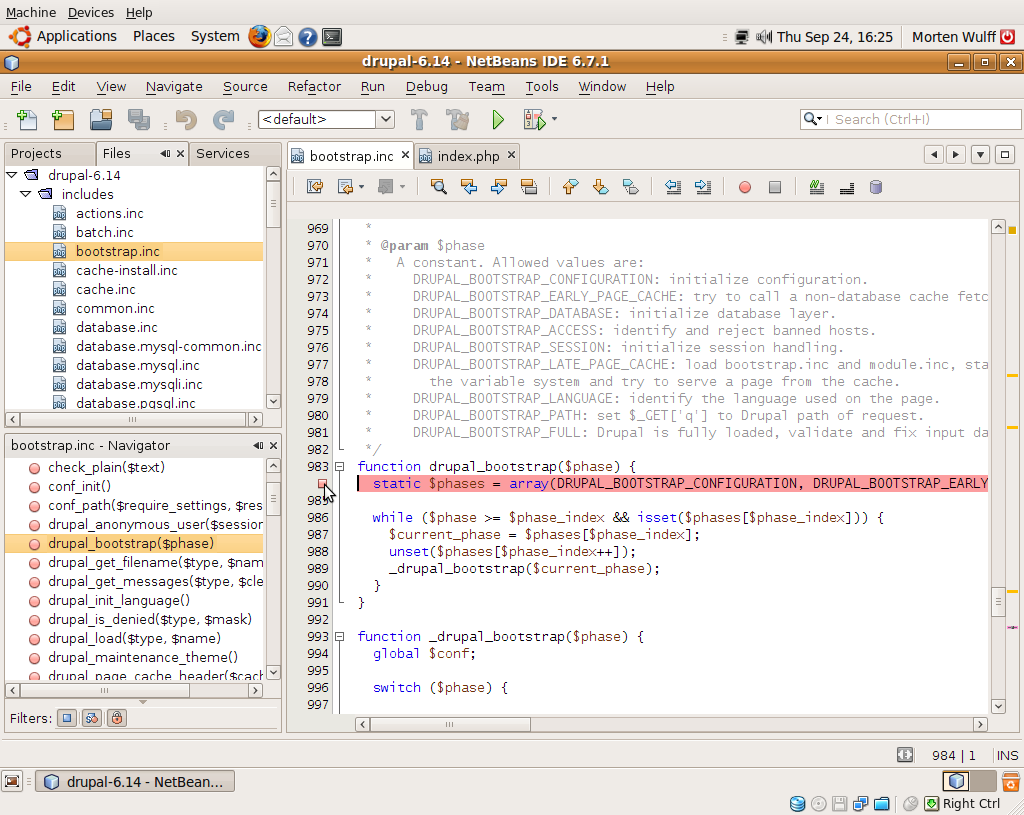 Machine Devices Help
Applications Places System Thu Sep 24, 16:25 Morten Wulff
drupal-6.14 - NetBeans IDE 6.7.1
File Edit View Navigate Source Refactor Run Debug Team Tools Window Help
<default> Search (Ctrl+I)
Projects Files Services
drupal-6.14
includes
actions.inc
batch.inc
bootstrap.inc
cache-install.inc
cache.inc
common.inc
database.inc
database.mysql-common.inc
database.mysql.inc
database.mysqli.inc
database.pgsql.inc
bootstrap.inc - Navigator
check_plain($text)
conf_init()
conf_path($require_settings, $res
drupal_anonymous_user($session
drupal_bootstrap($phase)
drupal_get_filename($type, $nam
drupal_get_messages($type, $cle
drupal_init_language()
drupal_is_denied($type, $mask)
drupal_load($type, $name)
drupal_maintenance_theme()
drupal_page_cache_header($cach
Filters:
bootstrap.inc index.php
969 *
970 * @param $phase
971 * A constant. Allowed values are:
972 * DRUPAL_BOOTSTRAP_CONFIGURATION: initialize configuration.
973 * DRUPAL_BOOTSTRAP_EARLY_PAGE_CACHE: try to call a non-database cache fetc
974 * DRUPAL_BOOTSTRAP_DATABASE: initialize database layer.
975 * DRUPAL_BOOTSTRAP_ACCESS: identify and reject banned hosts.
976 * DRUPAL_BOOTSTRAP_SESSION: initialize session handling.
977 * DRUPAL_BOOTSTRAP_LATE_PAGE_CACHE: load bootstrap.inc and module.inc, sta
978 * the variable system and try to serve a page from the cache.
979 * DRUPAL_BOOTSTRAP_LANGUAGE: identify the language used on the page.
980 * DRUPAL_BOOTSTRAP_PATH: set $_GET['q'] to Drupal path of request.
981 * DRUPAL_BOOTSTRAP_FULL: Drupal is fully loaded, validate and fix input da
982 */
983 function drupal_bootstrap($phase) {
static $phases = array(DRUPAL_BOOTSTRAP_CONFIGURATION, DRUPAL_BOOTSTRAP_EARLY
985
986 while ($phase >= $phase_index && isset($phases[$phase_index])) {
987 $current_phase = $phases[$phase_index];
988 unset($phases[$phase_index++]);
989 _drupal_bootstrap($current_phase);
990 }
991 }
992
993 function _drupal_bootstrap($phase) {
994 global $conf;
995
996 switch ($phase) {
997
984 | 1 INS
drupal-6.14 - NetBean...
Right Ctrl